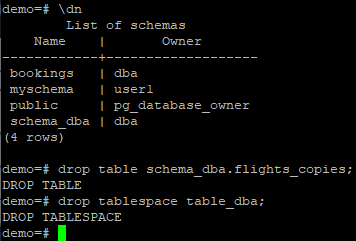 demo=# \dn
List of schemas
Name | Owner
------------+-------------------
bookings | dba
myschema | user1
public | pg_database_owner
schema_dba | dba
(4 rows)
demo=# drop table schema_dba.flights_copies;
DROP TABLE
demo=# drop tablespace table_dba;
DROP TABLESPACE
demo=#